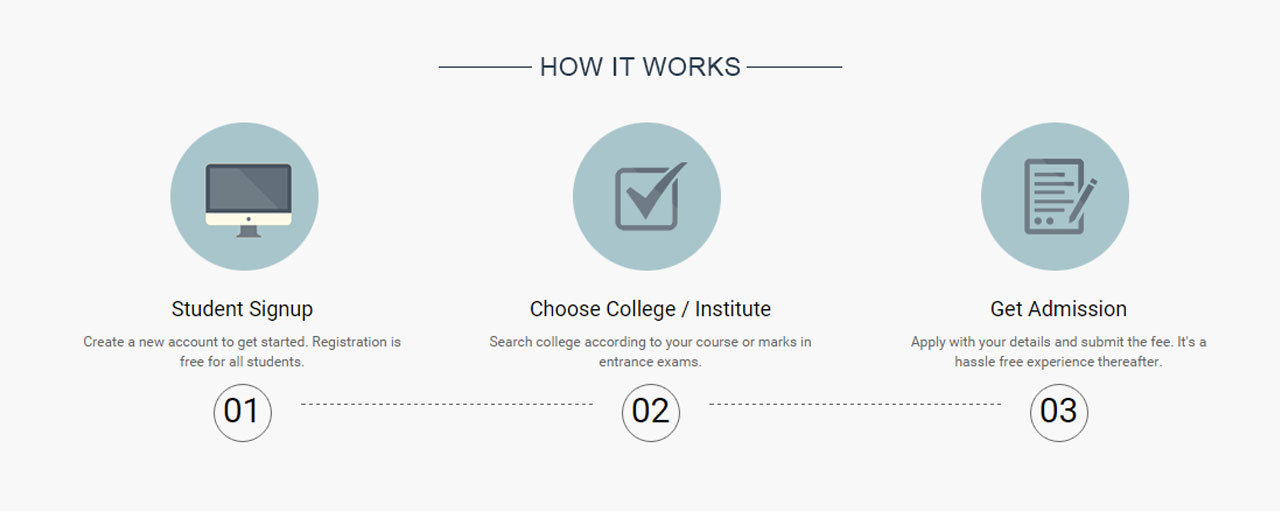 HOW IT WORKS
Student Signup
Create a new account to get started. Registration is
free for all students.
01
Choose College / Institute
Search college according to your course or marks in
entrance exams.
02
Get Admission
Apply with your details and submit the fee. It's a
hassle free experience thereafter.
03